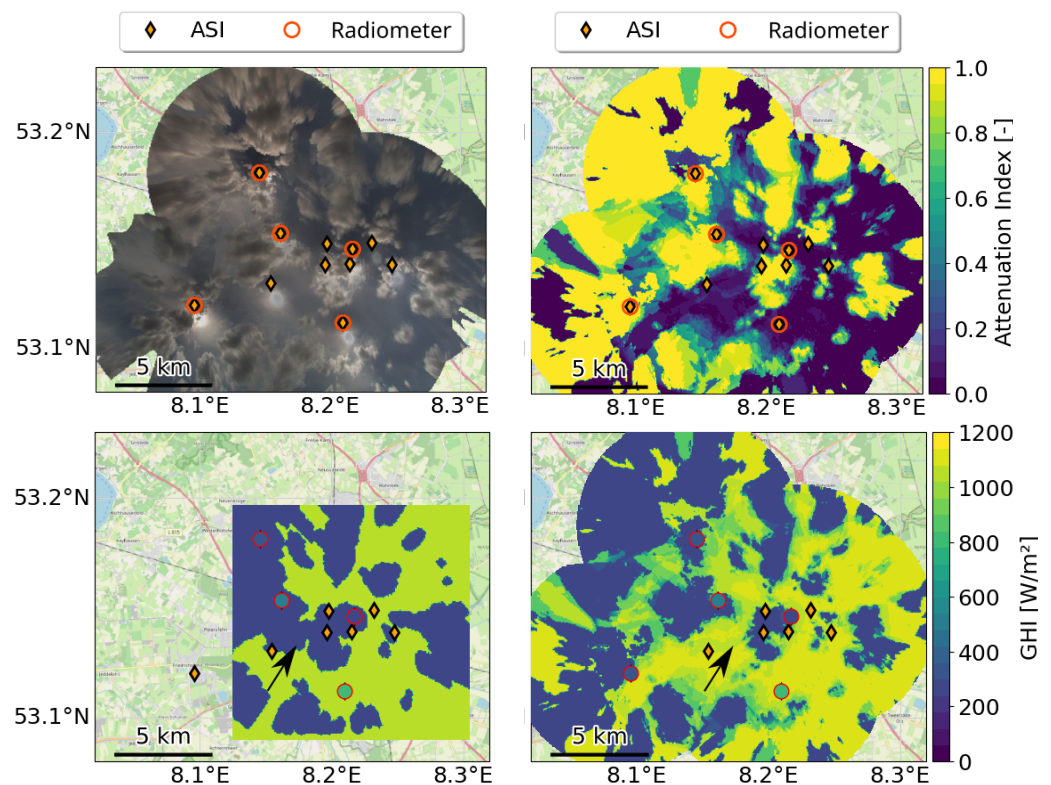 ASI Radiometer
ASI Radiometer
53.2°N
53.1°N
5 km
8.1°E 8.2°E 8.3°E
5 km
8.1°E 8.2°E 8.3°E
1.0
0.8
0.6
0.4
0.2
0.0
Attenuation Index [–]
53.2°N
53.1°N
5 km
8.1°E 8.2°E 8.3°E
5 km
8.1°E 8.2°E 8.3°E
1200
1000
800
600
400
200
0
GHI [W/m²]